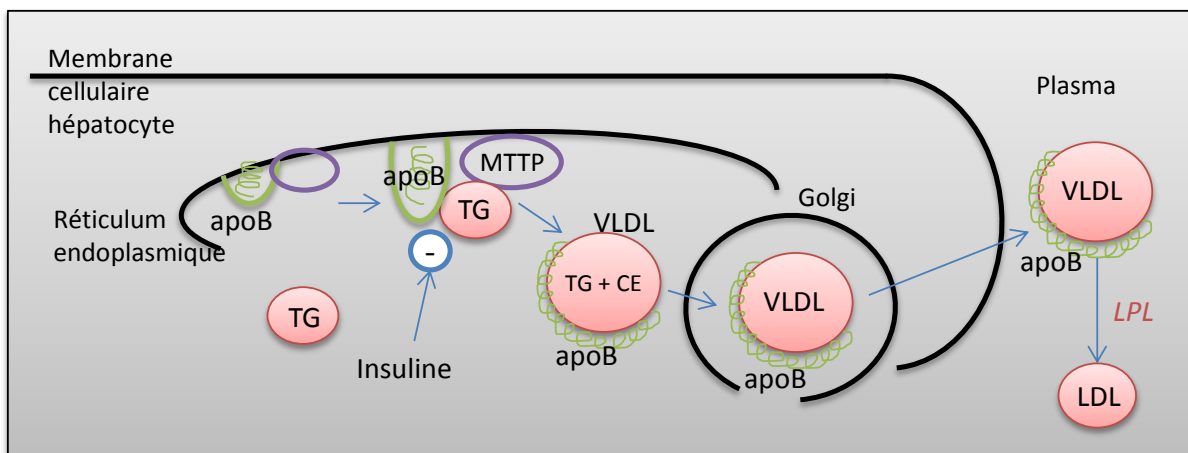 Membrane
cellulaire
hépatocyte
Plasma
MTTP
apoB
apoB
TG
Réticulum
endoplasmique
VLDL
TG + CE
apoB
-
TG
Insuline
Golgi
VLDL
apoB
VLDL
apoB
LPL
LDL